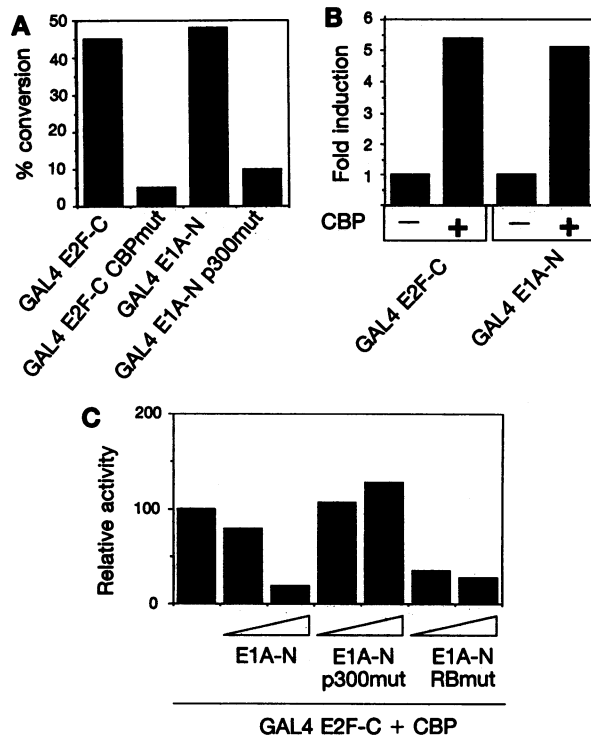 A
% conversion
50
40
30
20
10
0
GAL4 E2F-C
GAL4 E2F-C CBPmut
GAL4 E1A-N
GAL4 E1A-N p300mut
B
Fold induction
6
5
4
3
2
1
CBP
− + − +
GAL4 E2F-C
GAL4 E1A-N
C
Relative activity
200
100
0
E1A-N
E1A-N
p300mut
E1A-N
RBmut
GAL4 E2F-C + CBP